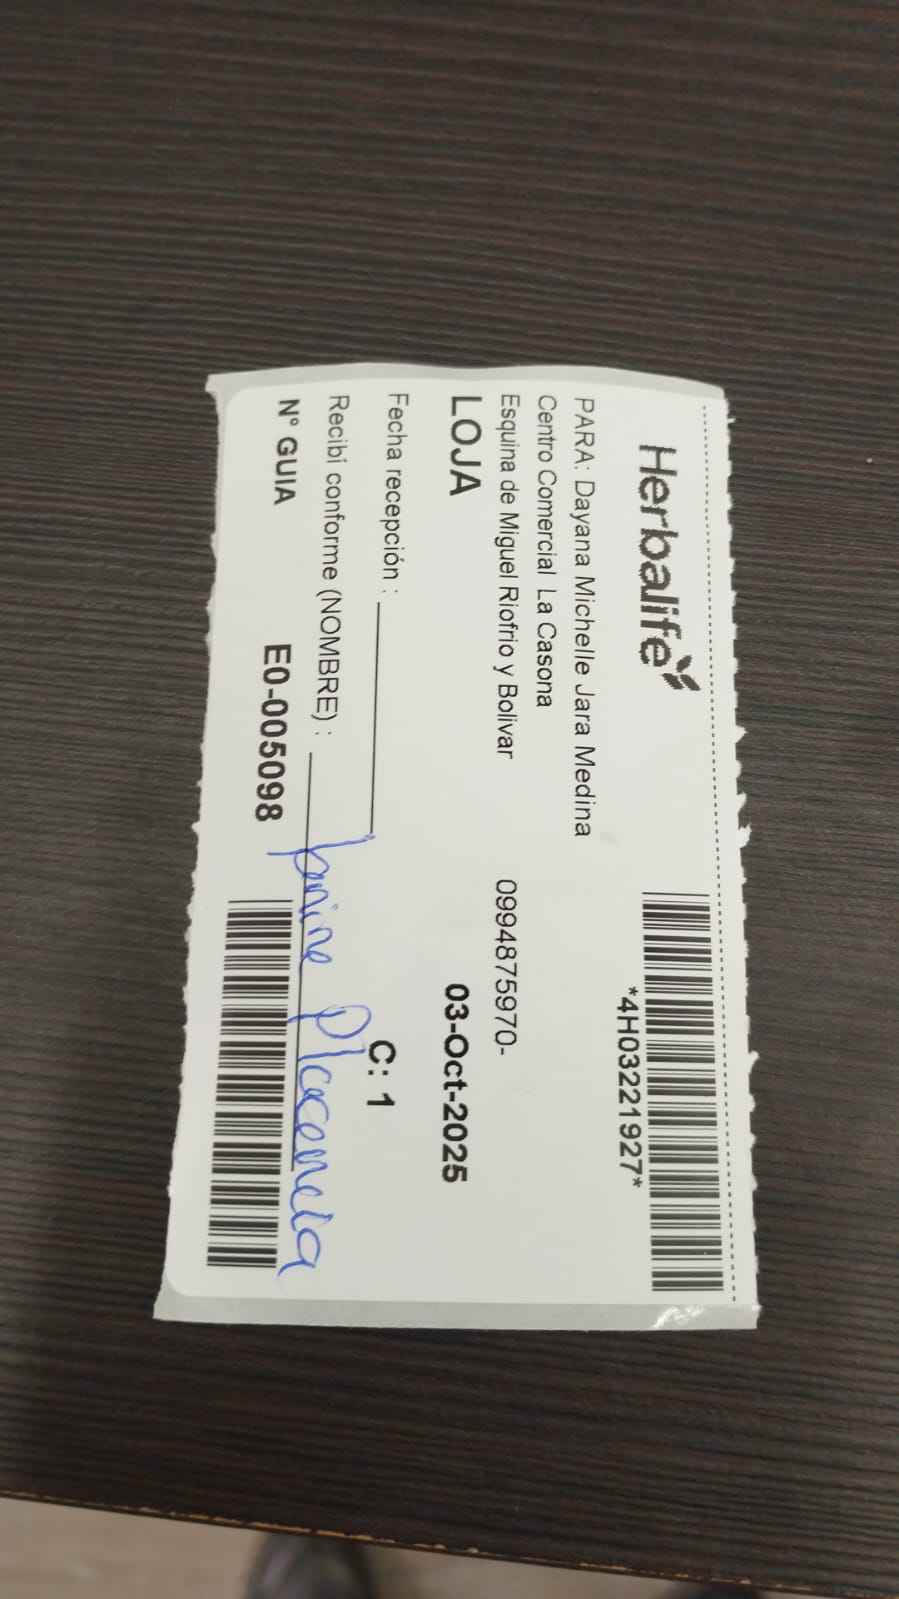 Herbalife
*4H03221927*
PARA: Dayana Michelle Jara Medina
Centro Comercial La Casona
Esquina de Miguel Riofrio y Bolivar 0994875970-
LOJA 03-Oct-2025
Fecha recepción : C: 1
Recibí conforme (NOMBRE) : Placencia
N° GUIA E0-005098